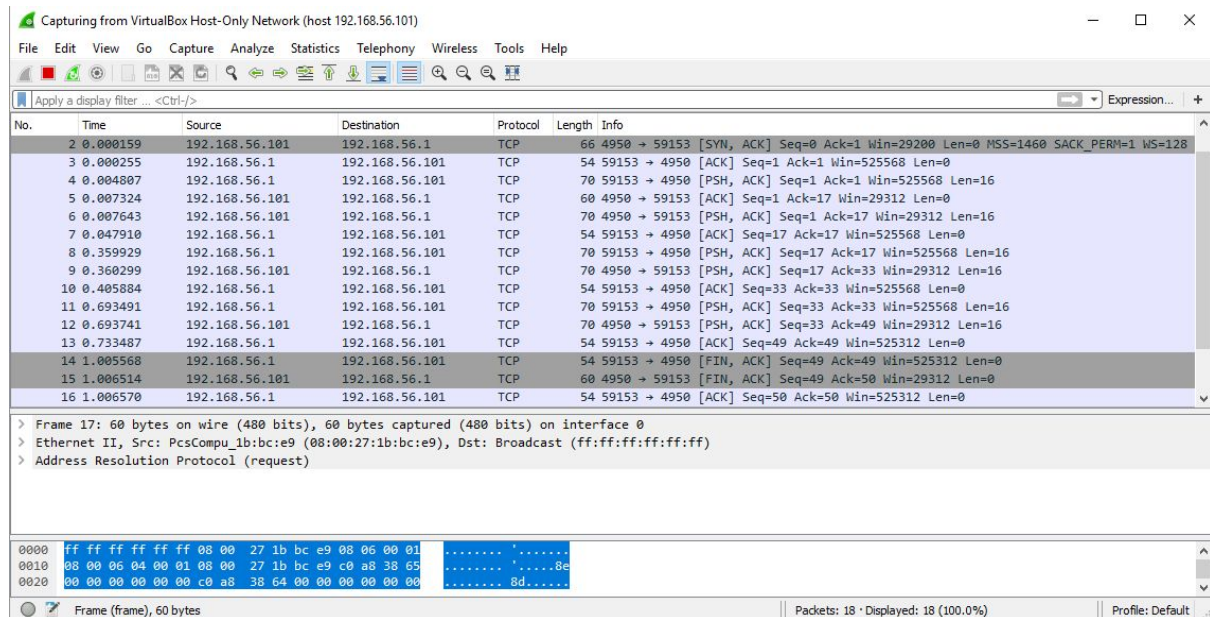 Capturing from VirtualBox Host-Only Network (host 192.168.56.101)
File Edit View Go Capture Analyze Statistics Telephony Wireless Tools Help
Apply a display filter ... <Ctrl-/> Expression... +
No. Time Source Destination Protocol Length Info
2 0.000159 192.168.56.101 192.168.56.1 TCP 66 4950 → 59153 [SYN, ACK] Seq=0 Ack=1 Win=29200 Len=0 MSS=1460 SACK_PERM=1 WS=128
3 0.000255 192.168.56.1 192.168.56.101 TCP 54 59153 → 4950 [ACK] Seq=1 Ack=1 Win=525568 Len=0
4 0.004807 192.168.56.1 192.168.56.101 TCP 70 59153 → 4950 [PSH, ACK] Seq=1 Ack=1 Win=525568 Len=16
5 0.007324 192.168.56.101 192.168.56.1 TCP 60 4950 → 59153 [ACK] Seq=1 Ack=17 Win=29312 Len=0
6 0.007643 192.168.56.101 192.168.56.1 TCP 70 4950 → 59153 [PSH, ACK] Seq=1 Ack=17 Win=29312 Len=16
7 0.047910 192.168.56.1 192.168.56.101 TCP 54 59153 → 4950 [ACK] Seq=17 Ack=17 Win=525568 Len=0
8 0.359929 192.168.56.1 192.168.56.101 TCP 70 59153 → 4950 [PSH, ACK] Seq=17 Ack=17 Win=525568 Len=16
9 0.360299 192.168.56.101 192.168.56.1 TCP 70 4950 → 59153 [PSH, ACK] Seq=17 Ack=33 Win=29312 Len=16
10 0.405884 192.168.56.1 192.168.56.101 TCP 54 59153 → 4950 [ACK] Seq=33 Ack=33 Win=525568 Len=0
11 0.693491 192.168.56.1 192.168.56.101 TCP 70 59153 → 4950 [PSH, ACK] Seq=33 Ack=33 Win=525568 Len=16
12 0.693741 192.168.56.101 192.168.56.1 TCP 70 4950 → 59153 [PSH, ACK] Seq=33 Ack=49 Win=29312 Len=16
13 0.733487 192.168.56.1 192.168.56.101 TCP 54 59153 → 4950 [ACK] Seq=49 Ack=49 Win=525312 Len=0
14 1.005568 192.168.56.1 192.168.56.101 TCP 54 59153 → 4950 [FIN, ACK] Seq=49 Ack=49 Win=525312 Len=0
15 1.006514 192.168.56.101 192.168.56.1 TCP 60 4950 → 59153 [FIN, ACK] Seq=49 Ack=50 Win=29312 Len=0
16 1.006570 192.168.56.1 192.168.56.101 TCP 54 59153 → 4950 [ACK] Seq=50 Ack=50 Win=525312 Len=0
> Frame 17: 60 bytes on wire (480 bits), 60 bytes captured (480 bits) on interface 0
> Ethernet II, Src: PcsCompu_1b:bc:e9 (08:00:27:1b:bc:e9), Dst: Broadcast (ff:ff:ff:ff:ff:ff)
> Address Resolution Protocol (request)
0000 ff ff ff ff ff ff 08 00 27 1b bc e9 08 06 00 01 ........ '.......
0010 08 00 06 04 00 01 08 00 27 1b bc e9 c0 a8 38 65 ........ '.....8e
0020 00 00 00 00 00 00 c0 a8 38 64 00 00 00 00 00 00 ........ 8d......
Frame (frame), 60 bytes Packets: 18 · Displayed: 18 (100.0%) Profile: Default